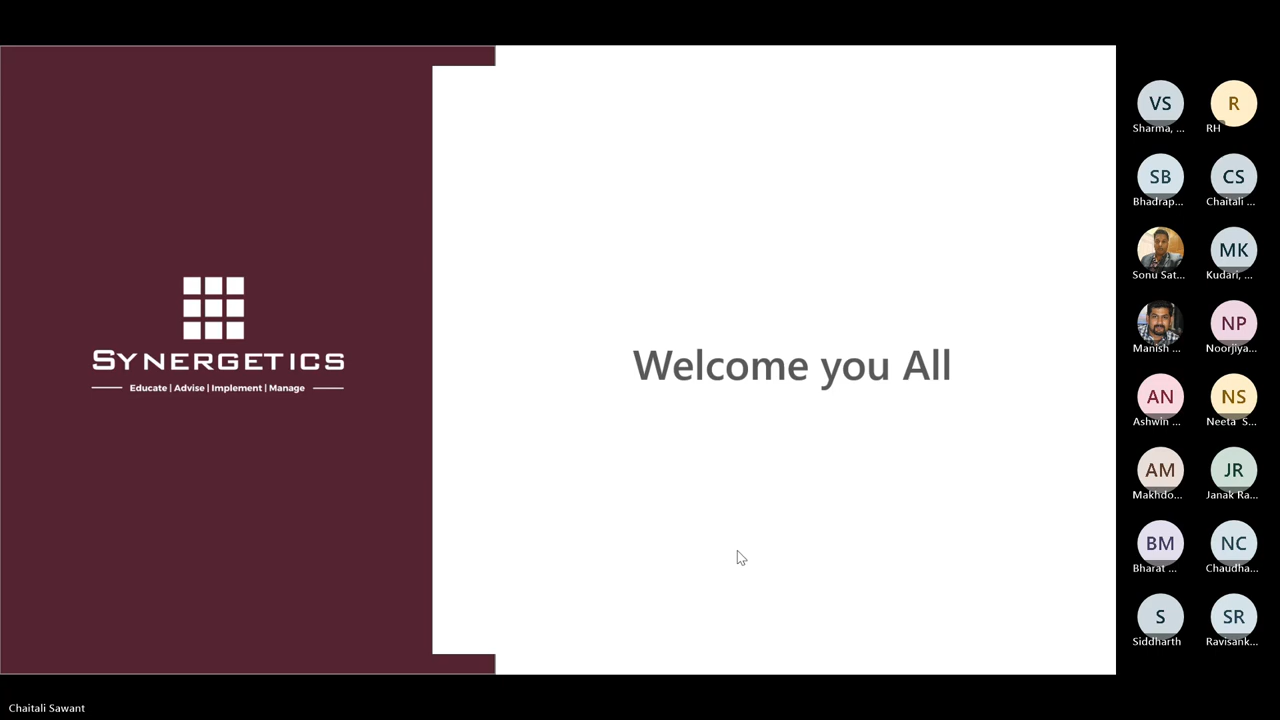 SYNERGETICS
Educate | Advise | Implement | Manage
Welcome you All
VS
Sharma, ...
R
RH
SB
Bhadrap...
CS
Chaitali ...
Sonu Sat...
MK
Kudari, ...
Manish ...
NP
Noorjiya...
AN
Ashwin ...
NS
Neeta S...
AM
Makhdo...
JR
Janak Ra...
BM
Bharat ...
NC
Chaudha...
S
Siddharth
SR
Ravisank...
Chaitali Sawant